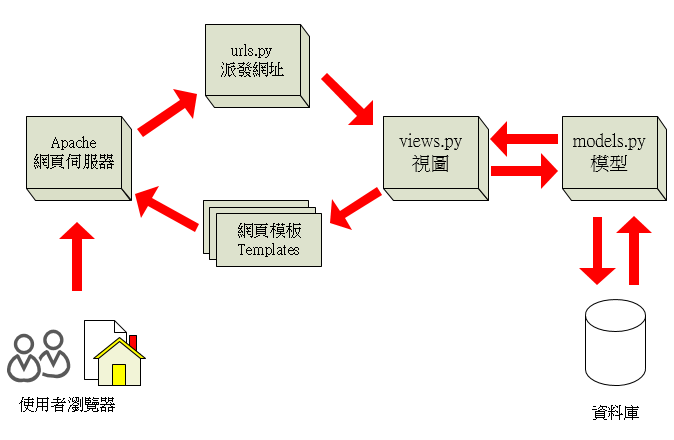 urls.py
派發網址
Apache
網頁伺服器
views.py
視圖
models.py
模型
網頁模板
Templates
使用者瀏覽器
資料庫